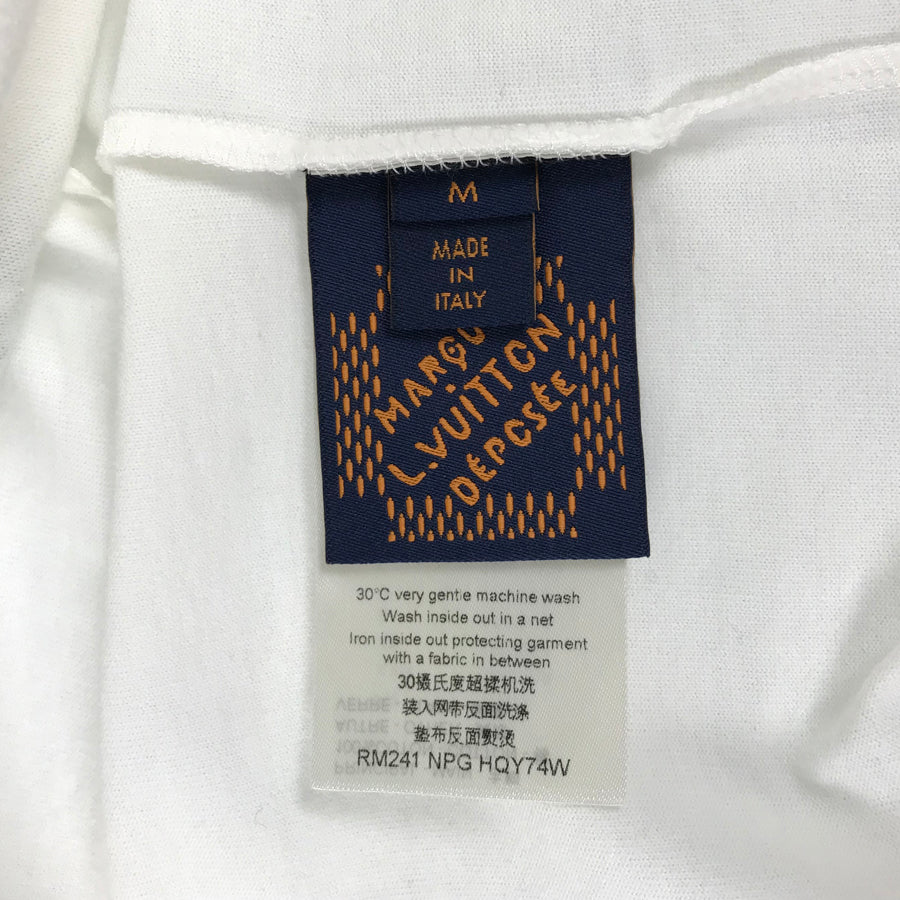 M
MADE
IN
ITALY
MARQU
L.VUITTON
DÉPOSÉE
30°C very gentle machine wash
Wash inside out in a net
Iron inside out protecting garment
with a fabric in between
30摄氏度超揉机洗
装入网带反面洗涤
垫布反面熨烫
RM241 NPG HQY74W